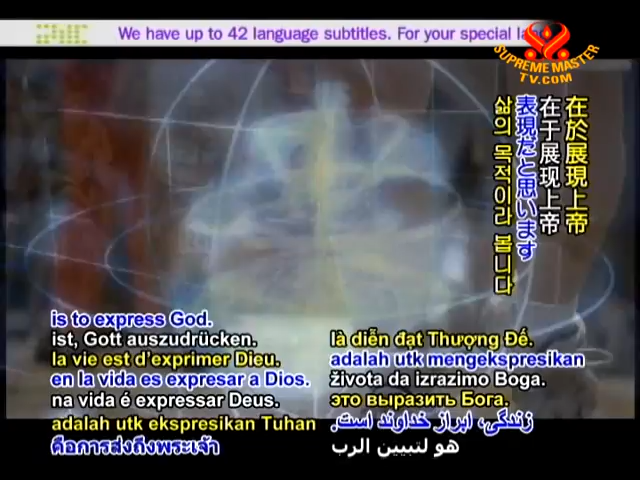 We have up to 42 language subtitles. For your special
SUPREME MASTER
TV.COM
在於展現上帝
在于展现上帝
表現だと思います
삶의 목적이라 봅니다
is to express God.
ist, Gott auszudrücken.
la vie est d'exprimer Dieu.
en la vida es expresar a Dios.
na vida é expressar Deus.
adalah utk ekspresikan Tuhan
คือการส่งถึงพระเจ้า
là diễn đạt Thượng Đế.
adalah utk mengekspresikan
života da izrazimo Boga.
это выразить Бога.
زندگی، ابراز خداوند است.
هو لتبيين الرب